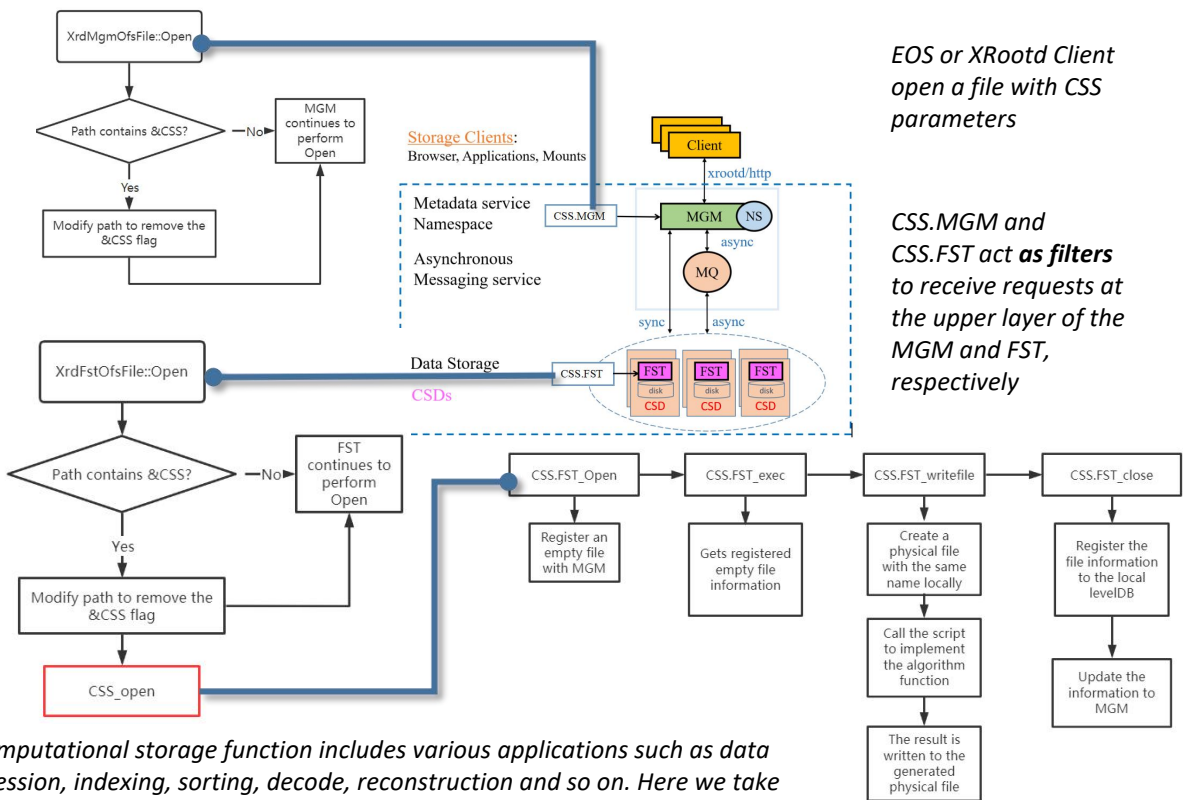 XrdMgmOfsFile::Open
Path contains &CSS?
No
MGM
continues to
perform
Open
Yes
Modify path to remove the
&CSS flag
Storage Clients:
Browser, Applications, Mounts
Client
xrootd/http
Metadata service
Namespace
CSS.MGM
MGM
NS
async
Asynchronous
Messaging service
MQ
sync
async
Data Storage
CSDs
CSS.FST
FST
FST
FST
disk
disk
disk
CSD
CSD
CSD
EOS or XRootd Client
open a file with CSS
parameters
CSS.MGM and
CSS.FST act as filters
to receive requests at
the upper layer of the
MGM and FST,
respectively
XrdFstOfsFile::Open
Path contains &CSS?
No
FST
continues to
perform
Open
Yes
Modify path to remove the
&CSS flag
CSS_open
CSS.FST_Open
CSS.FST_exec
CSS.FST_writefile
CSS.FST_close
Register an
empty file
with MGM
Gets registered
empty file
information
Create a
physical file
with the same
name locally
Call the script
to implement
the algorithm
function
The result is
written to the
generated
physical file
Register the
file information
to the local
levelDB
Update the
information to
MGM
mputational storage function includes various applications such as data
ession, indexing, sorting, decode, reconstruction and so on. Here we take